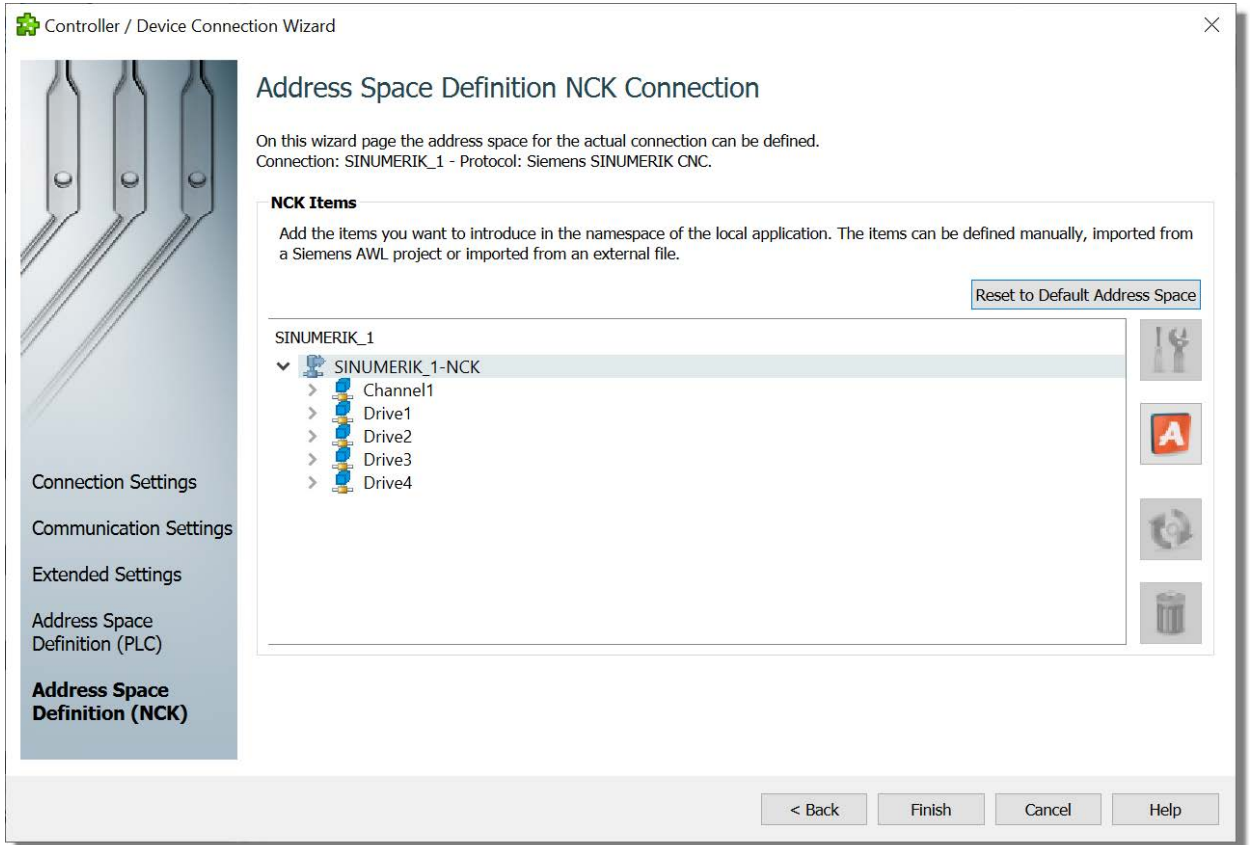 Controller / Device Connection Wizard
Address Space Definition NCK Connection
On this wizard page the address space for the actual connection can be defined.
Connection: SINUMERIK_1 - Protocol: Siemens SINUMERIK CNC.
NCK Items
Add the items you want to introduce in the namespace of the local application. The items can be defined manually, imported from
a Siemens AWL project or imported from an external file.
Reset to Default Address Space
SINUMERIK_1
SINUMERIK_1-NCK
Channel1
Drive1
Drive2
Drive3
Drive4
A
Connection Settings
Communication Settings
Extended Settings
Address Space
Definition (PLC)
Address Space
Definition (NCK)
< Back
Finish
Cancel
Help